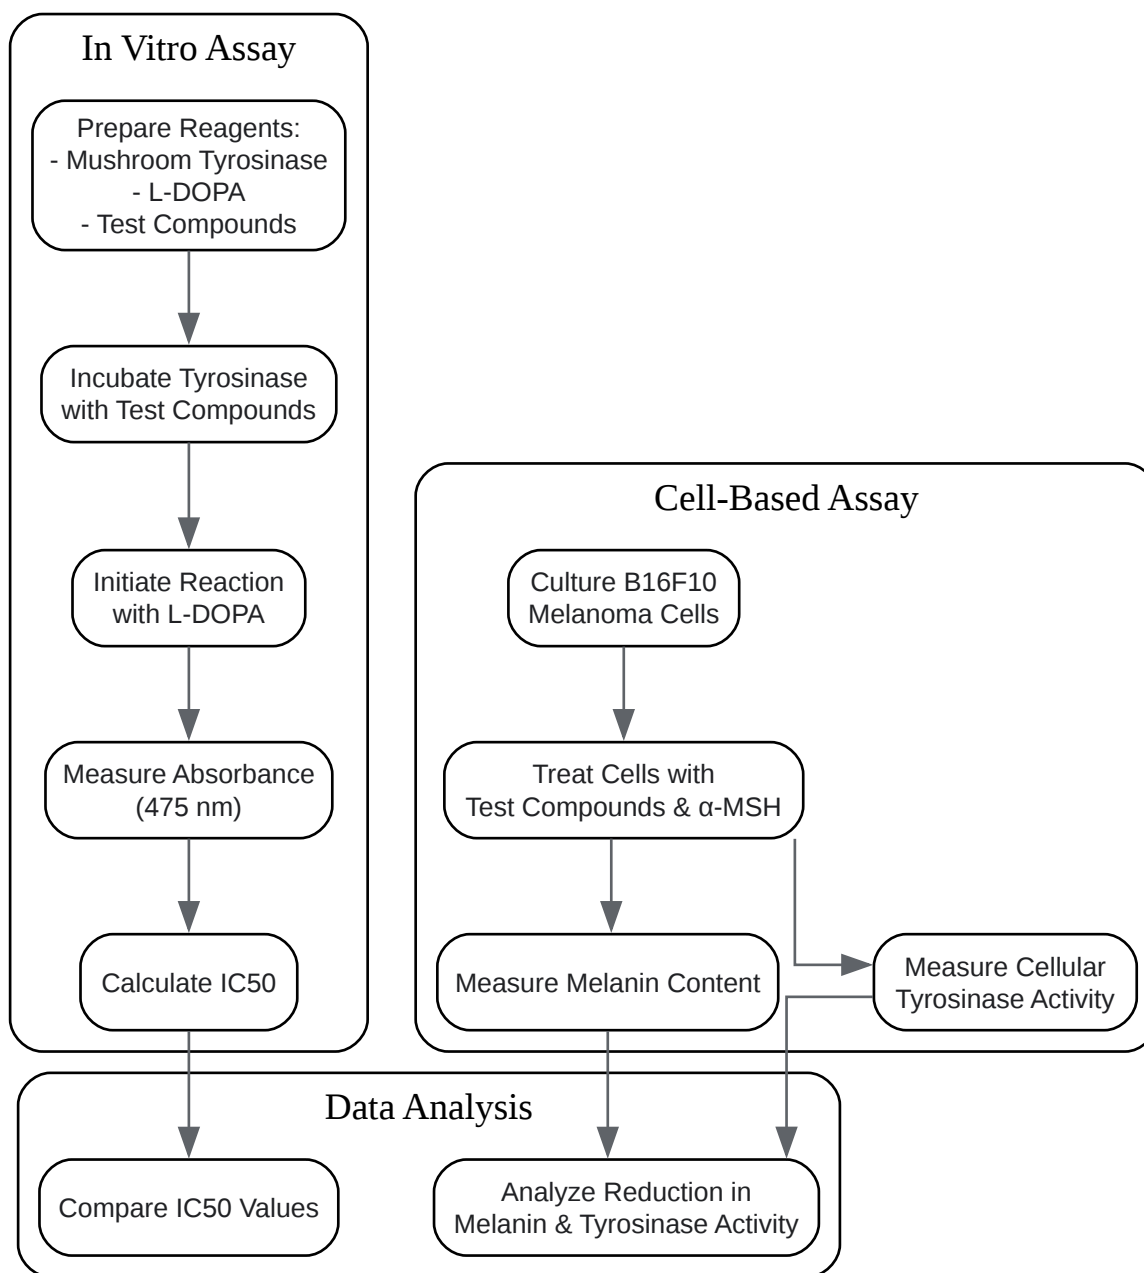 In Vitro Assay
Prepare Reagents:
- Mushroom Tyrosinase
- L-DOPA
- Test Compounds
Incubate Tyrosinase
with Test Compounds
Initiate Reaction
with L-DOPA
Measure Absorbance
(475 nm)
Calculate IC50
Cell-Based Assay
Culture B16F10
Melanoma Cells
Treat Cells with
Test Compounds & α-MSH
Measure Melanin Content
Measure Cellular
Tyrosinase Activity
Data Analysis
Compare IC50 Values
Analyze Reduction in
Melanin & Tyrosinase Activity